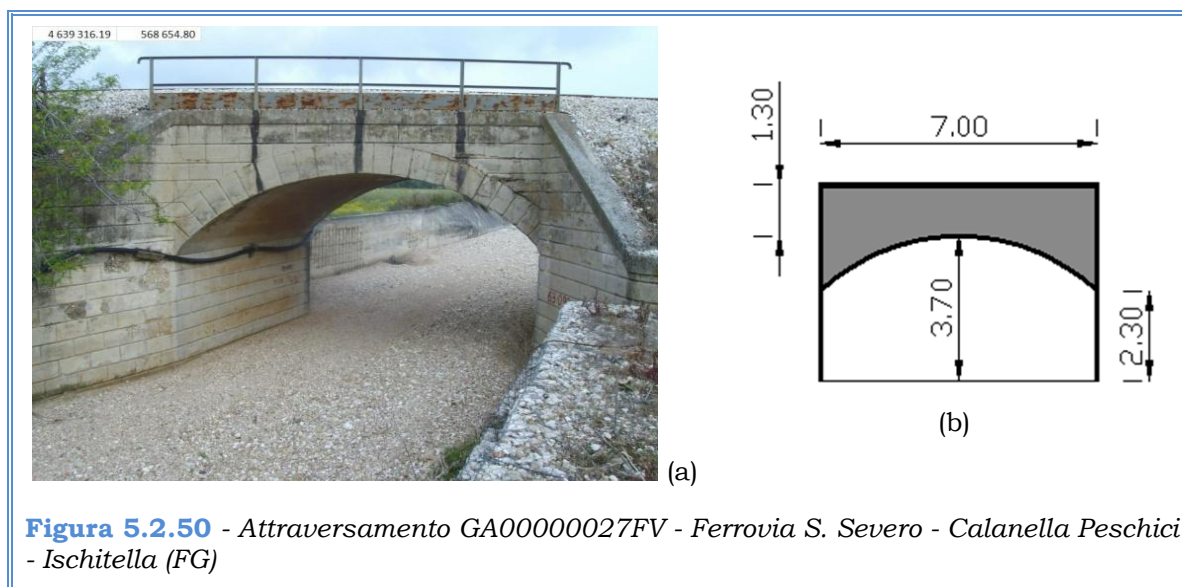 4 639 316.19 568 654.80
1.30
7.00
3.70
2.30
(b)
(a)
Figura 5.2.50 - Attraversamento GA00000027FV - Ferrovia S. Severo - Calanella Peschici
- Ischitella (FG)